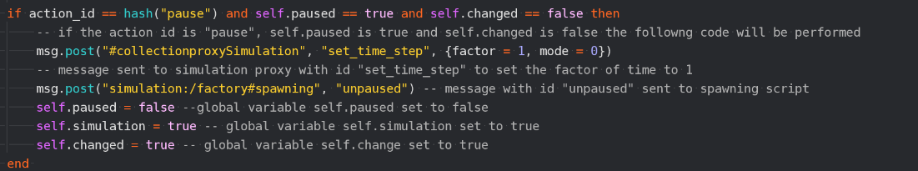 if action_id == hash("pause") and self.paused == true and self.changed == false then
-- if the action id is "pause", self.paused is true and self.changed is false the followng code will be performed
msg.post("#collectionproxySimulation", "set_time_step", {factor = 1, mode = 0})
-- message sent to simulation proxy with id "set_time_step" to set the factor of time to 1
msg.post("simulation:/factory#spawning", "unpaused") -- message with id "unpaused" sent to spawning script
self.paused = false --global variable self.paused set to false
self.simulation = true -- global variable self.simulation set to true
self.changed = true -- global variable self.change set to true
end